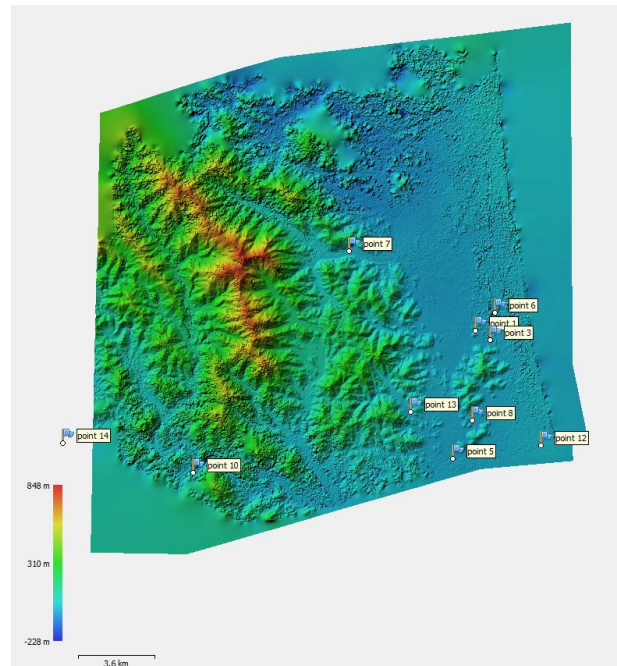 point 7
point 6
point 1
point 3
point 13
point 8
point 14
point 12
point 5
point 10
848 m
310 m
-228 m
3.6 km